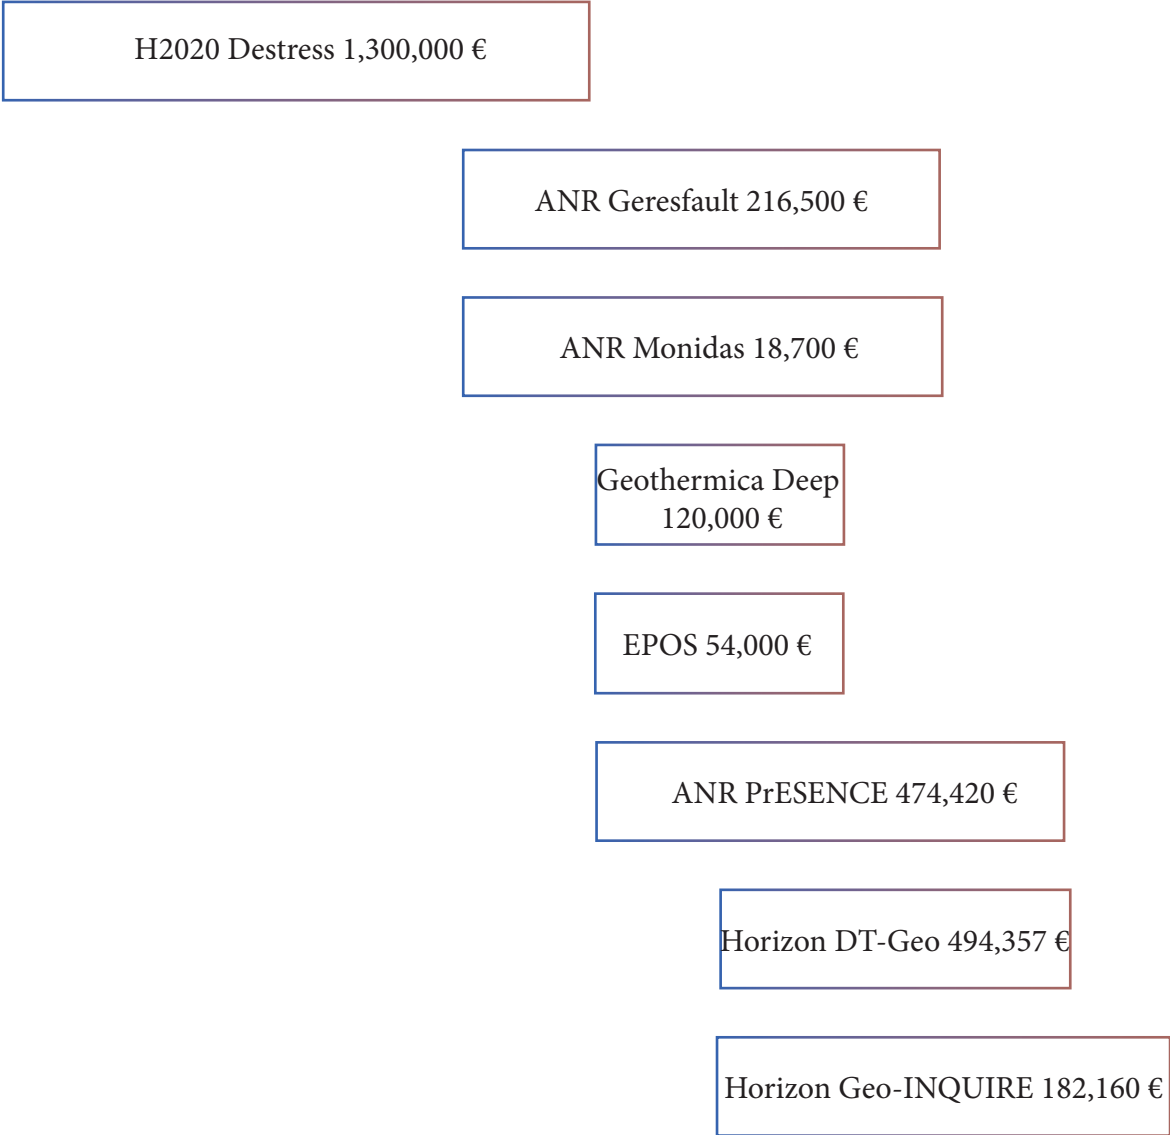 H2020 Destress 1,300,000 €
ANR Geresfault 216,500 €
ANR Monidas 18,700 €
Geothermica Deep
120,000 €
EPOS 54,000 €
ANR PrESENCE 474,420 €
Horizon DT-Geo 494,357 €
Horizon Geo-INQUIRE 182,160 €